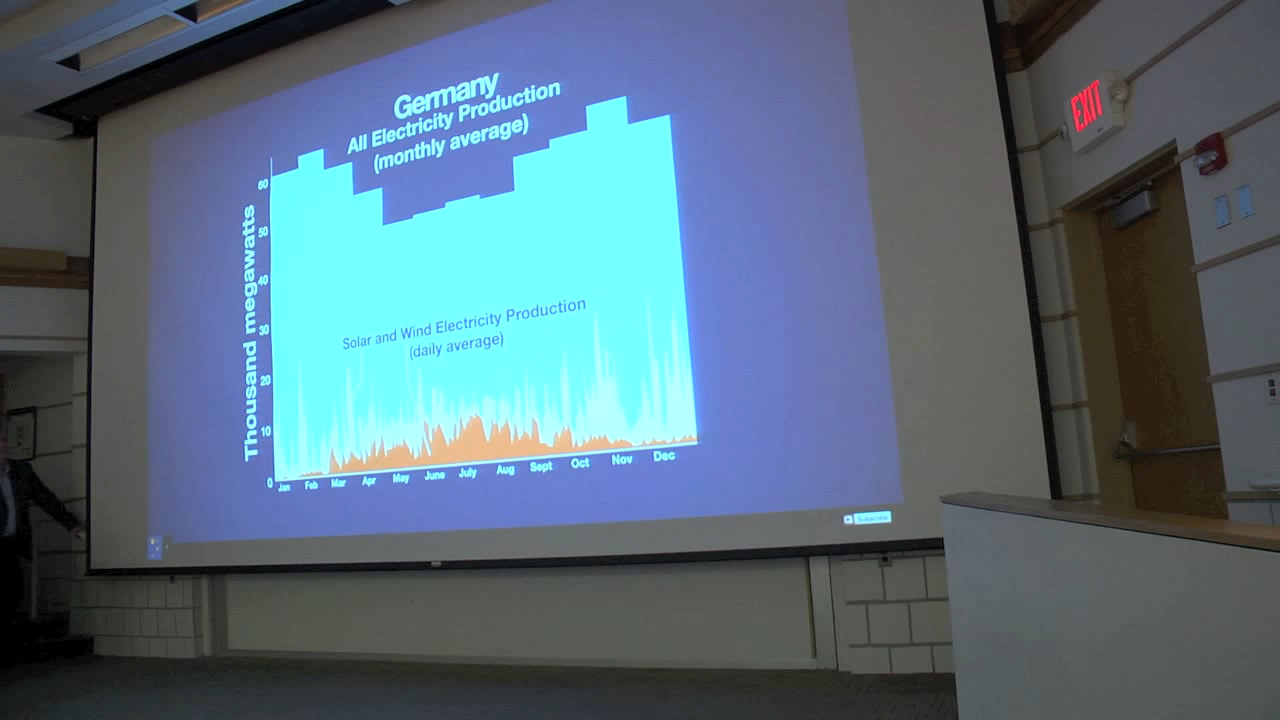 Germany
All Electricity Production
(monthly average)
EXIT
Thousand megawatts
60
50
40
30
20
10
0
Solar and Wind Electricity Production
(daily average)
Jan Feb Mar Apr May June July Aug Sept Oct Nov Dec
Subscribe